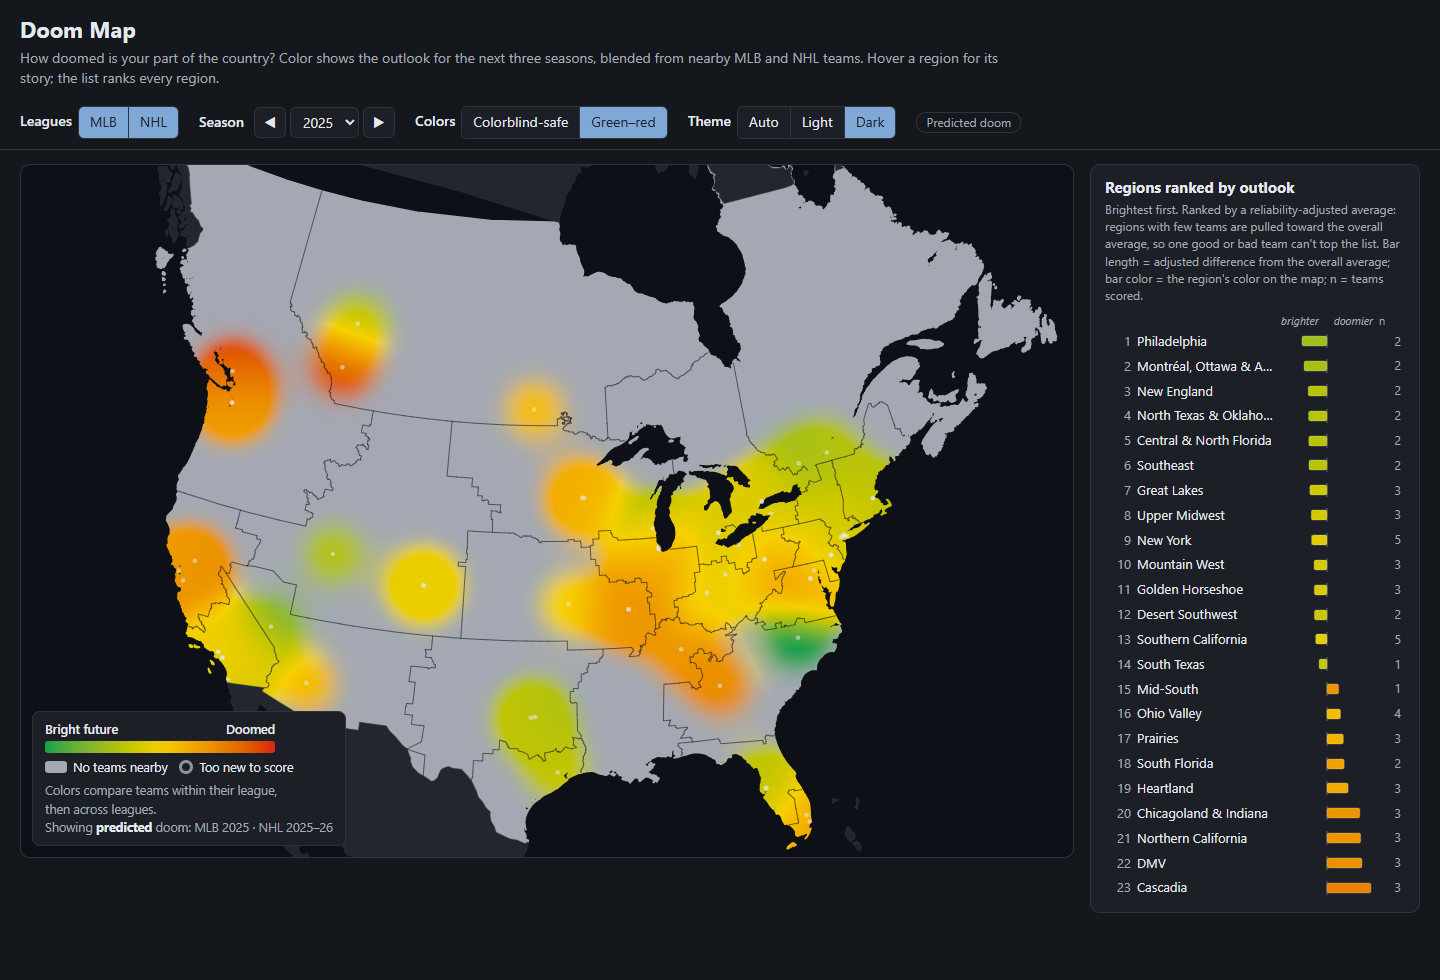 Doom Map
How doomed is your part of the country? Color shows the outlook for the next three seasons, blended from nearby MLB and NHL teams. Hover a region for its
story; the list ranks every region.
Leagues MLB NHL Season ◀ 2025 ▶ Colors Colorblind-safe Green–red Theme Auto Light Dark Predicted doom
Bright future Doomed
No teams nearby Too new to score
Colors compare teams within their league,
then across leagues.
Showing predicted doom: MLB 2025 · NHL 2025–26
Regions ranked by outlook
Brightest first. Ranked by a reliability-adjusted average:
regions with few teams are pulled toward the overall
average, so one good or bad team can't top the list. Bar
length = adjusted difference from the overall average;
bar color = the region's color on the map; n = teams
scored.
brighter doomier n
1 Philadelphia 2
2 Montréal, Ottawa & A... 2
3 New England 2
4 North Texas & Oklaho... 2
5 Central & North Florida 2
6 Southeast 2
7 Great Lakes 3
8 Upper Midwest 3
9 New York 5
10 Mountain West 3
11 Golden Horseshoe 3
12 Desert Southwest 2
13 Southern California 5
14 South Texas 1
15 Mid-South 1
16 Ohio Valley 4
17 Prairies 3
18 South Florida 2
19 Heartland 3
20 Chicagoland & Indiana 3
21 Northern California 3
22 DMV 3
23 Cascadia 3